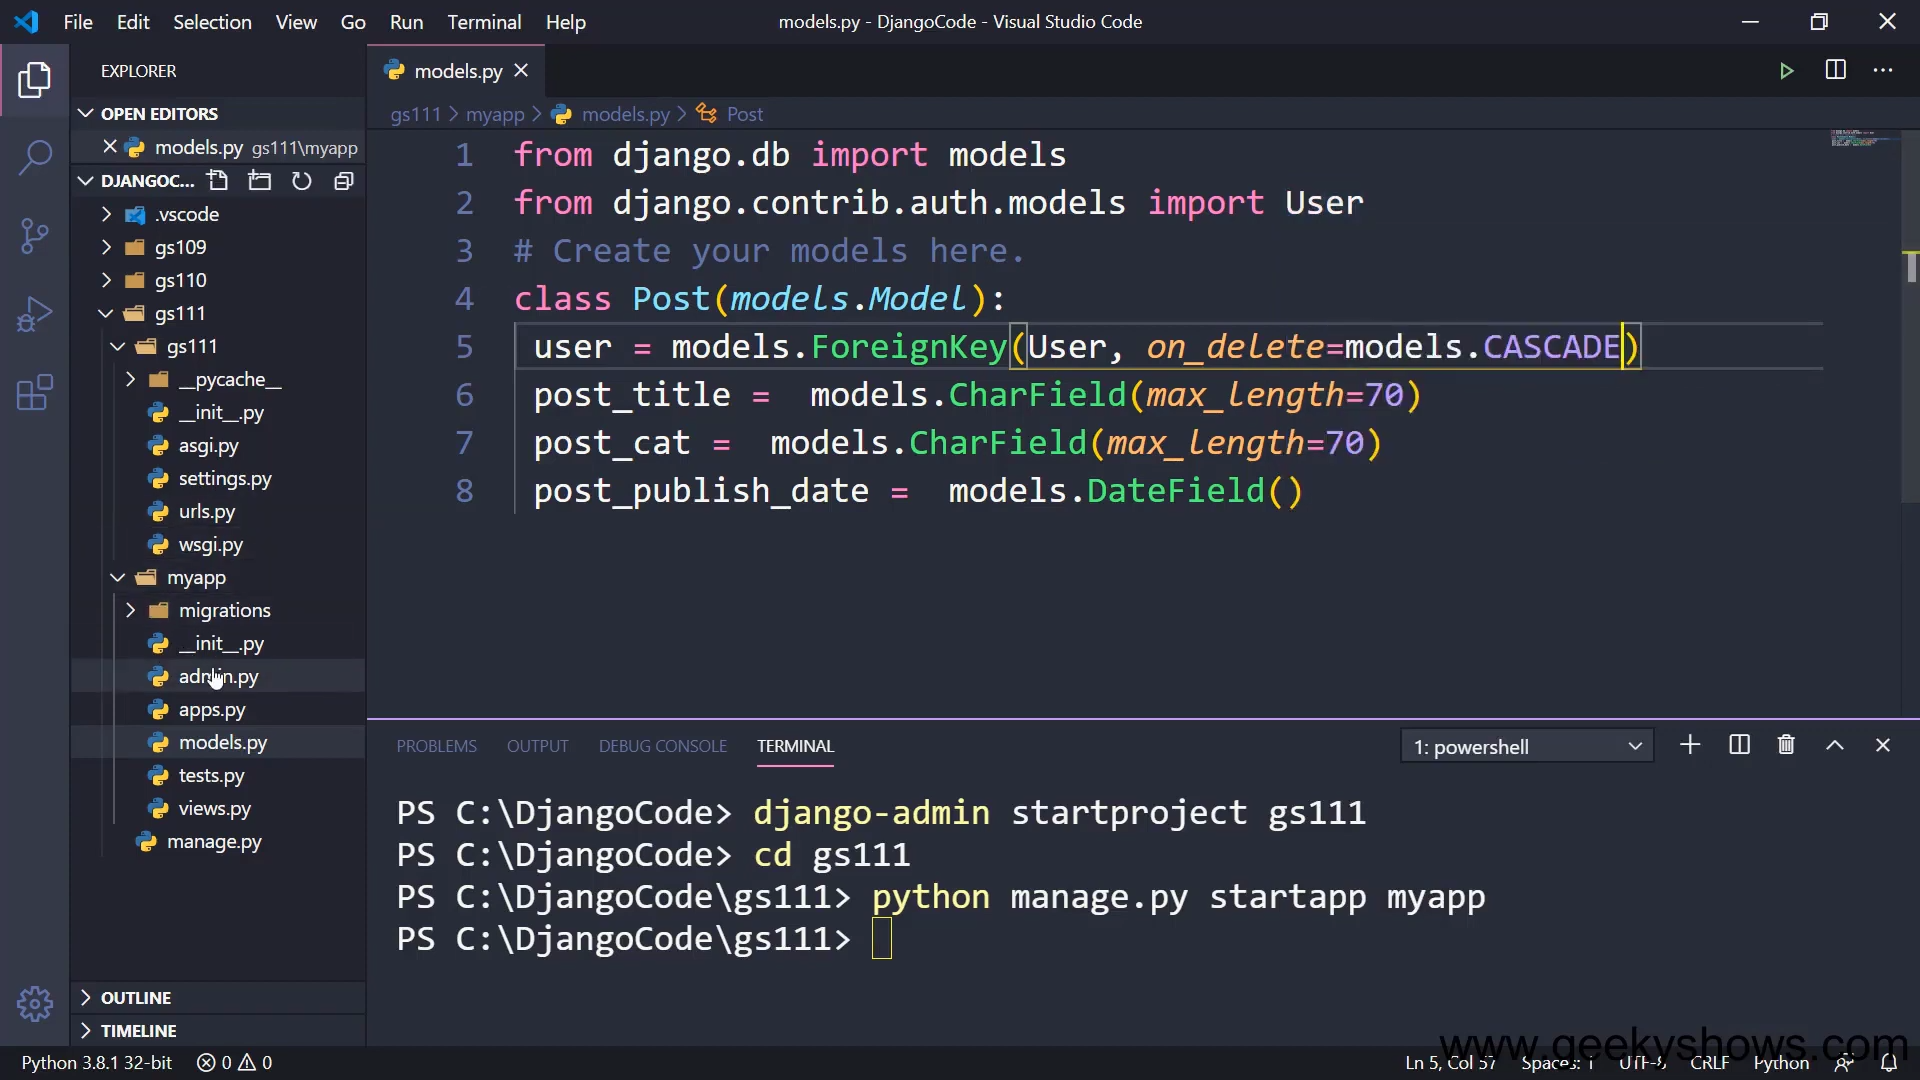 File Edit Selection View Go Run Terminal Help models.py - DjangoCode - Visual Studio Code
EXPLORER
OPEN EDITORS
models.py gs111\myapp
DJANGOC...
.vscode
gs109
gs110
gs111
gs111
__pycache__
__init__.py
asgi.py
settings.py
urls.py
wsgi.py
myapp
migrations
__init__.py
admin.py
apps.py
models.py
tests.py
views.py
manage.py
OUTLINE
TIMELINE
models.py
gs111 > myapp > models.py > Post
1 from django.db import models
2 from django.contrib.auth.models import User
3 # Create your models here.
4 class Post(models.Model):
5 user = models.ForeignKey(User, on_delete=models.CASCADE)
6 post_title =  models.CharField(max_length=70)
7 post_cat =  models.CharField(max_length=70)
8 post_publish_date =  models.DateField()
PROBLEMS OUTPUT DEBUG CONSOLE TERMINAL 1: powershell
PS C:\DjangoCode> django-admin startproject gs111
PS C:\DjangoCode> cd gs111
PS C:\DjangoCode\gs111> python manage.py startapp myapp
PS C:\DjangoCode\gs111>
www.geekyshows.com
Python 3.8.1 32-bit 0 0 Ln 5, Col 57 Spaces: 1 UTF-8 CRLF Python